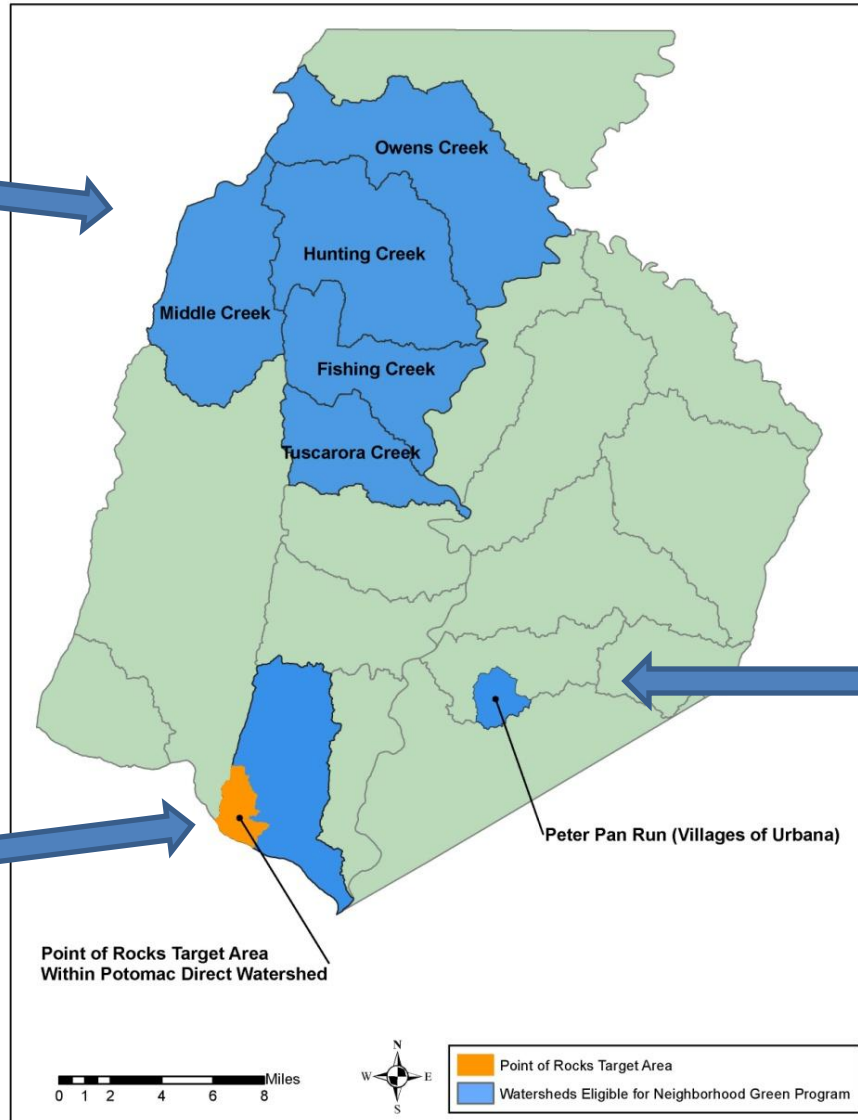 Owens Creek
Hunting Creek
Middle Creek
Fishing Creek
Tuscarora Creek
Peter Pan Run (Villages of Urbana)
Point of Rocks Target Area
Within Potomac Direct Watershed
Miles
0 1 2 4 6 8
N
W E
S
Point of Rocks Target Area
Watersheds Eligible for Neighborhood Green Program